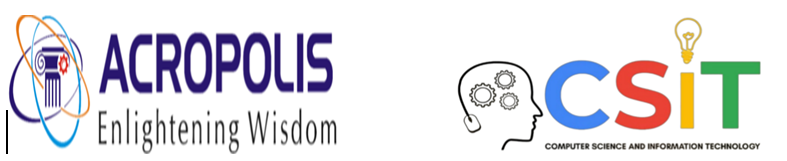 ACROPOLIS
Enlightening Wisdom
CSiT
COMPUTER SCIENCE AND INFORMATION TECHNOLOGY